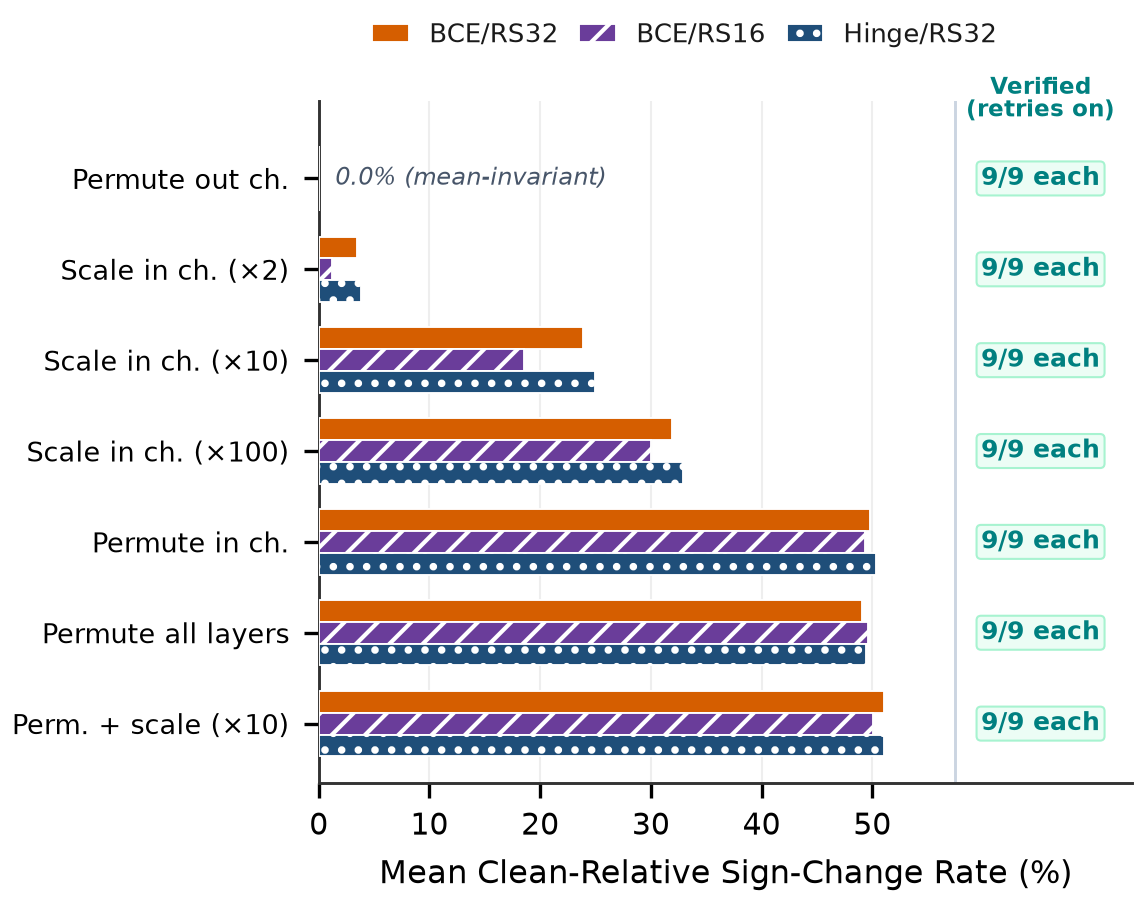 BCE/RS32 BCE/RS16 Hinge/RS32
Verified
(retries on)
Permute out ch. 0.0% (mean-invariant) 9/9 each
Scale in ch. (×2) 9/9 each
Scale in ch. (×10) 9/9 each
Scale in ch. (×100) 9/9 each
Permute in ch. 9/9 each
Permute all layers 9/9 each
Perm. + scale (×10) 9/9 each
0 10 20 30 40 50
Mean Clean-Relative Sign-Change Rate (%)